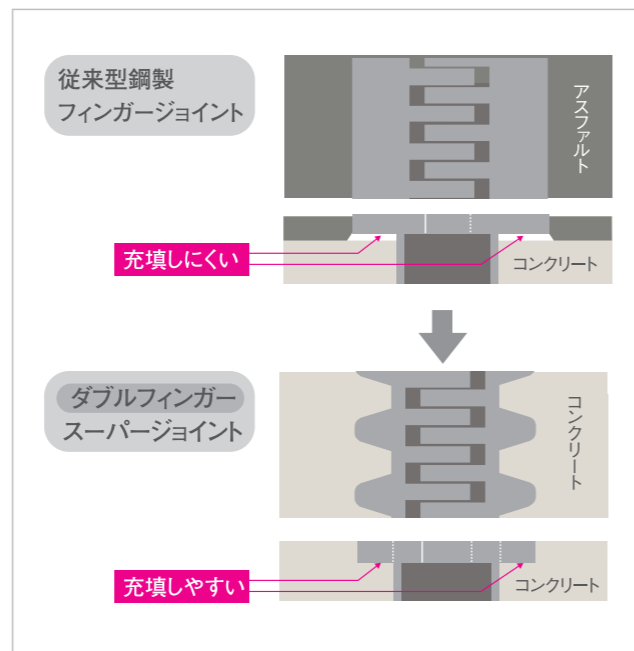 従来型鋼製
フィンガージョイント
アスファルト
充填しにくい
コンクリート
ダブルフィンガー
スーパージョイント
コンクリート
充填しやすい
コンクリート